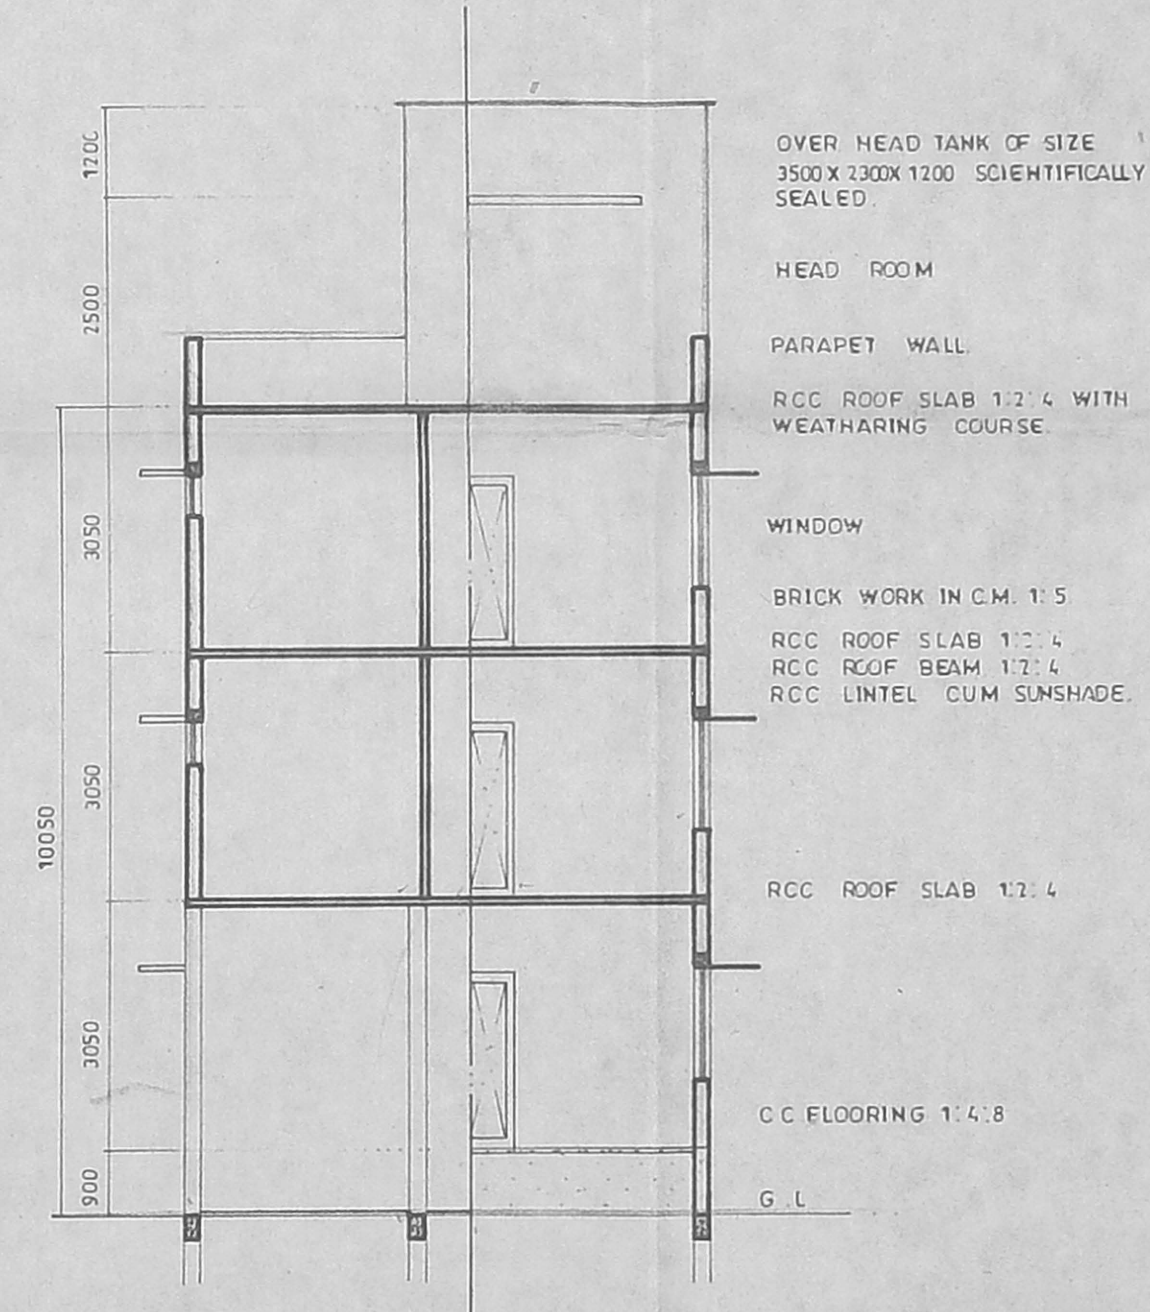 1200
OVER HEAD TANK OF SIZE
3500 X 2300X 1200 SCIEHTIFICALLY
SEALED.
HEAD ROOM
2500
PARAPET WALL.
RCC ROOF SLAB 1:2:4 WITH
WEATHARING COURSE.
3050
WINDOW
BRICK WORK IN C.M. 1:5
RCC ROOF SLAB 1:2:4
RCC ROOF BEAM 1:2:4
RCC LINTEL CUM SUNSHADE.
3050
10050
RCC ROOF SLAB 1:2:4
3050
C C FLOORING 1:4:8
900
G.L